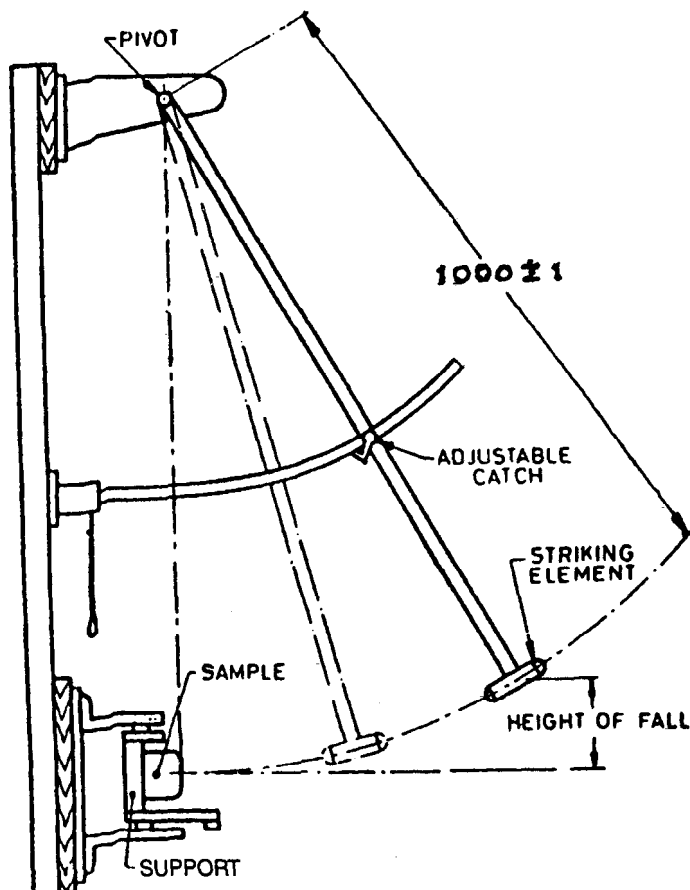 PIVOT
1000±1
ADJUSTABLE
CATCH
STRIKING
ELEMENT
SAMPLE
HEIGHT OF FALL
SUPPORT